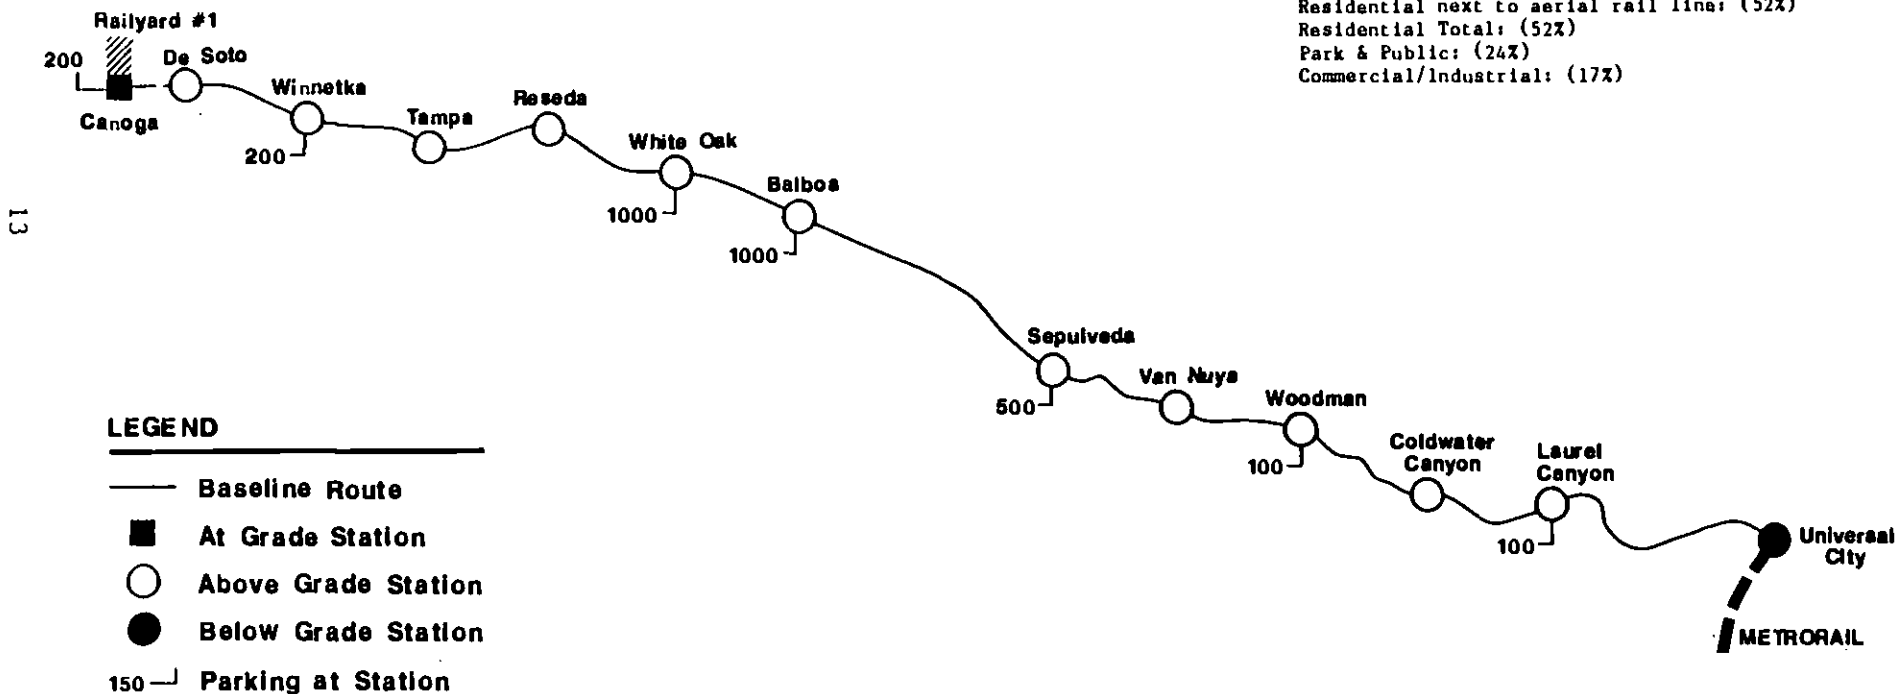 Residential next to aerial rail line: (52%)
Residential Total: (52%)
Park & Public: (24%)
Commercial/Industrial: (17%)
Railyard #1
200
Canoga
De Soto
Winnetka
200
Tampa
Reseda
White Oak
1000
Balboa
1000
13
Sepulveda
500
Van Nuys
Woodman
100
Coldwater
Canyon
Laurel
Canyon
100
Universal
City
METRORAIL
LEGEND
Baseline Route
At Grade Station
Above Grade Station
Below Grade Station
150 Parking at Station